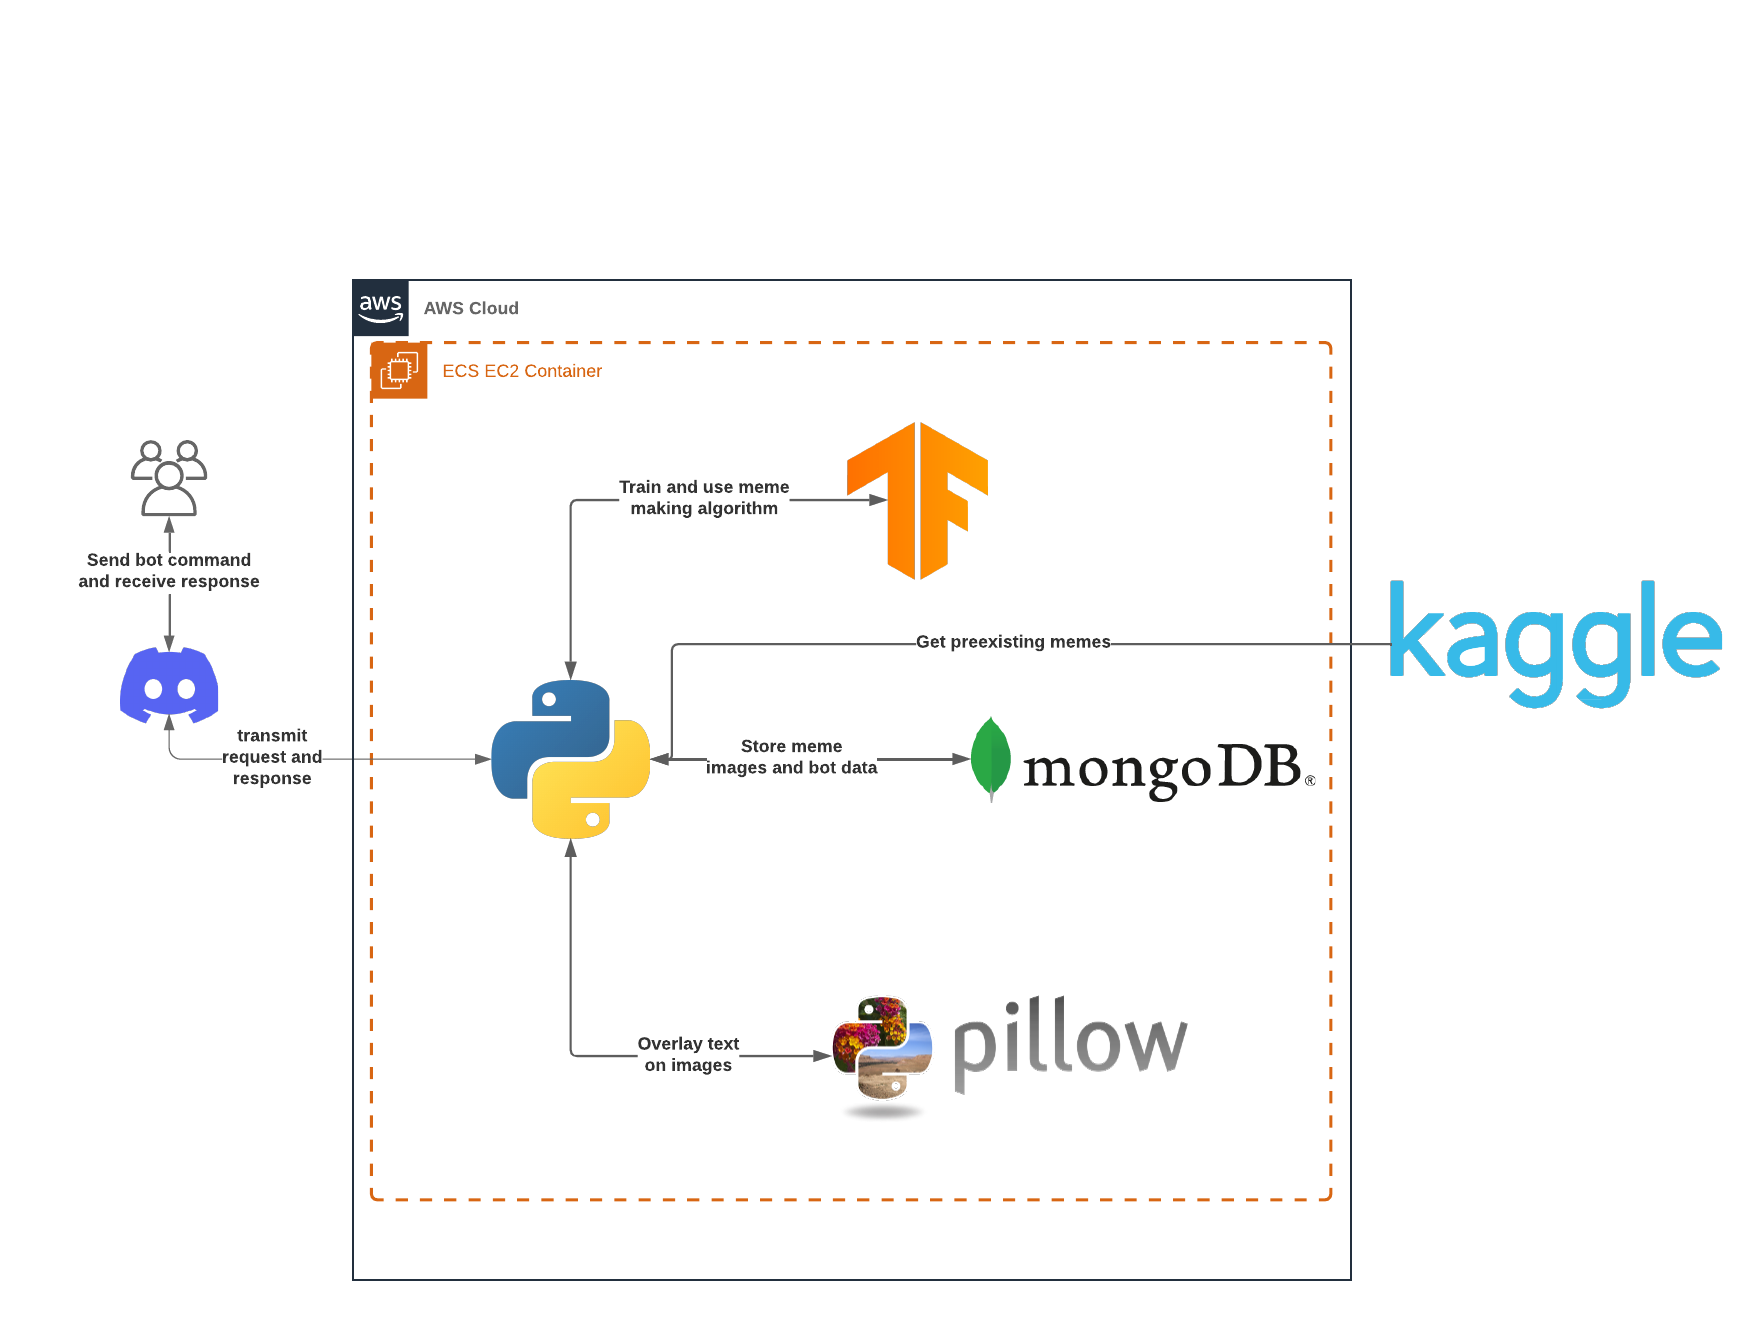 aws
AWS Cloud
ECS EC2 Container
Train and use meme
making algorithm
Send bot command
and receive response
Get preexisting memes
kaggle
transmit
request and
response
Store meme
images and bot data
mongoDB®
Overlay text
on images
pillow